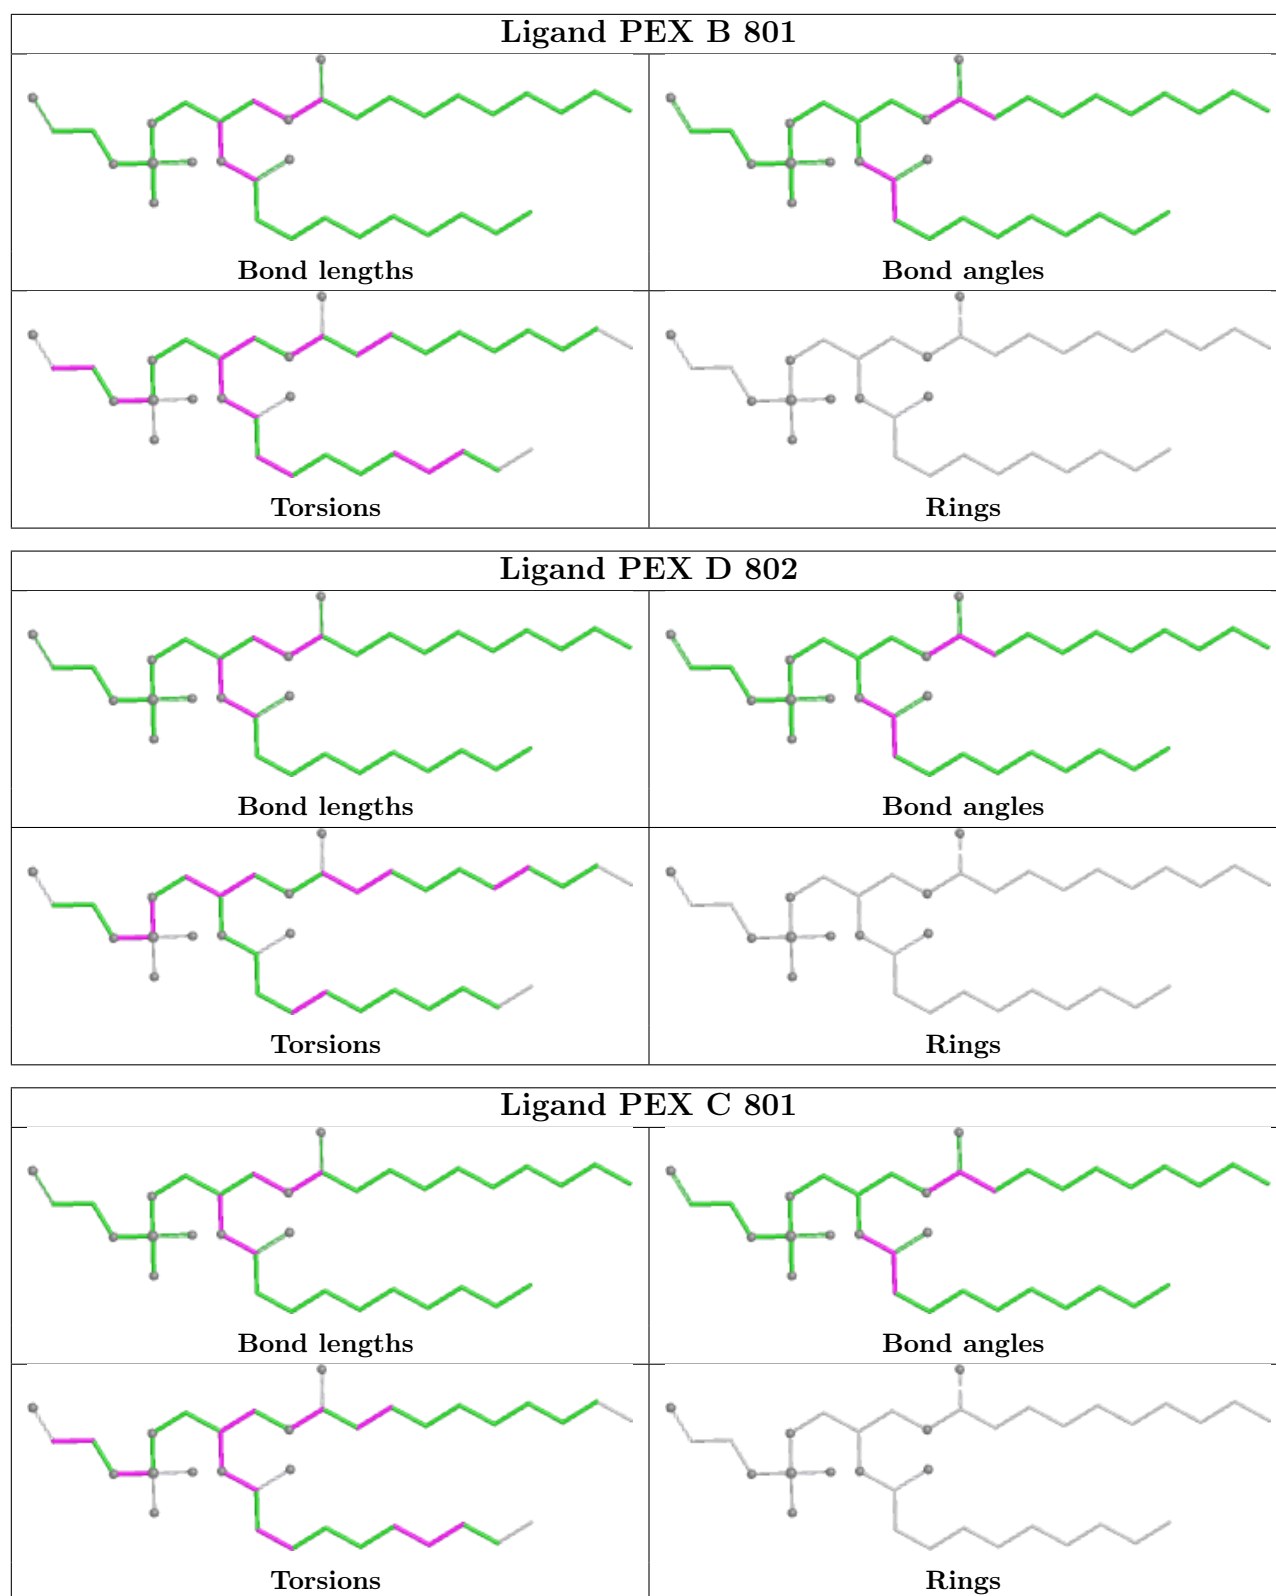 Ligand PEX B 801
Bond lengths
Bond angles
Torsions
Rings
Ligand PEX D 802
Bond lengths
Bond angles
Torsions
Rings
Ligand PEX C 801
Bond lengths
Bond angles
Torsions
Rings